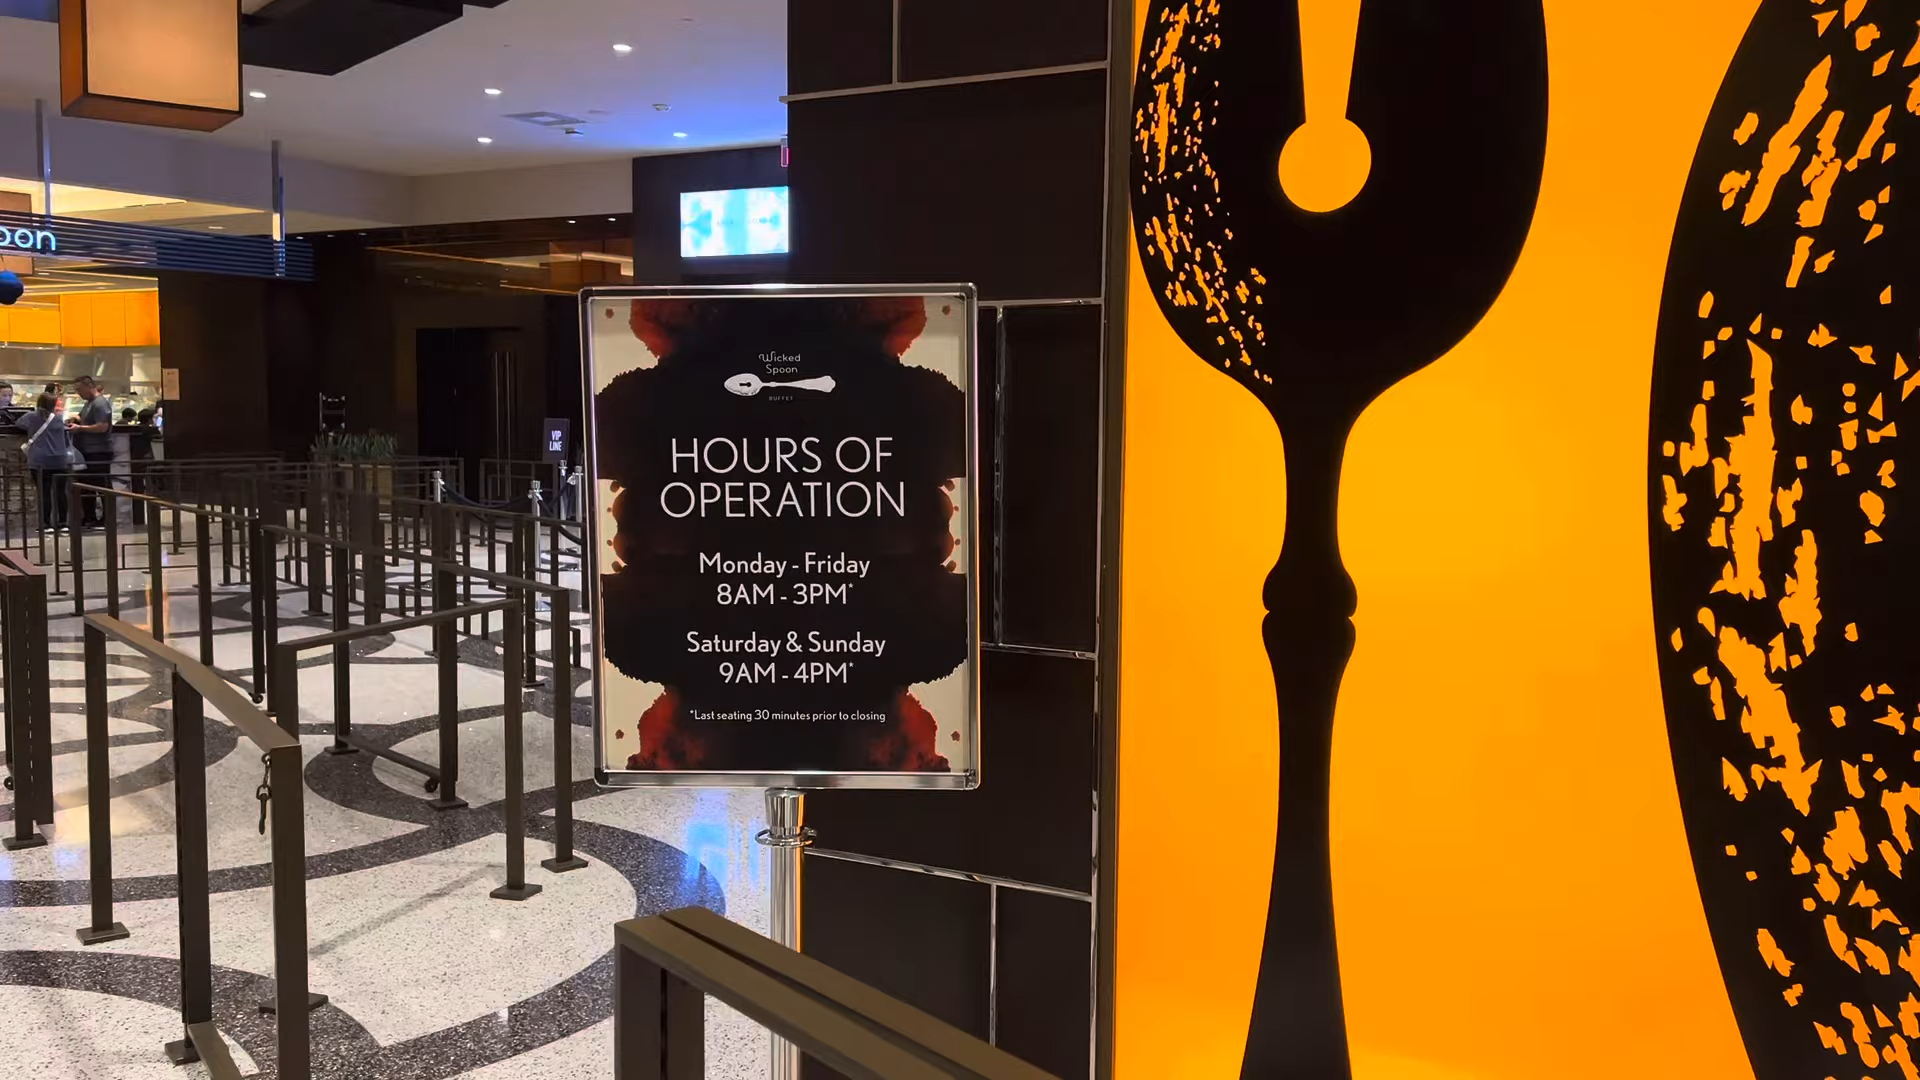 oon
VIP
LINE
Wicked
Spoon
BUFFET
HOURS OF
OPERATION
Monday - Friday
8AM - 3PM*
Saturday & Sunday
9AM - 4PM*
*Last seating 30 minutes prior to closing